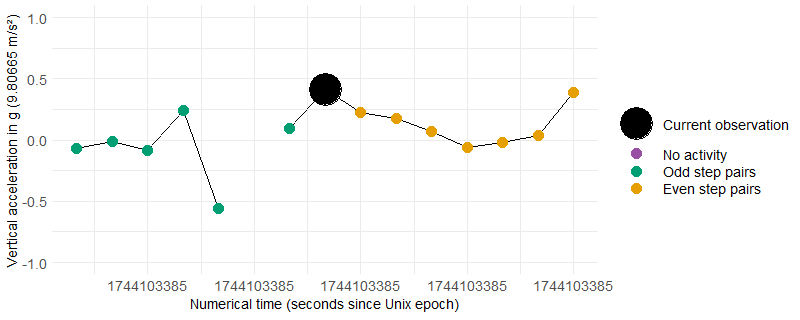 Vertical acceleration in g (9.80665 m/s²)
1.0
0.5
0.0
-0.5
-1.0
1744103385 1744103385 1744103385 1744103385 1744103385
Numerical time (seconds since Unix epoch)
Current observation
No activity
Odd step pairs
Even step pairs